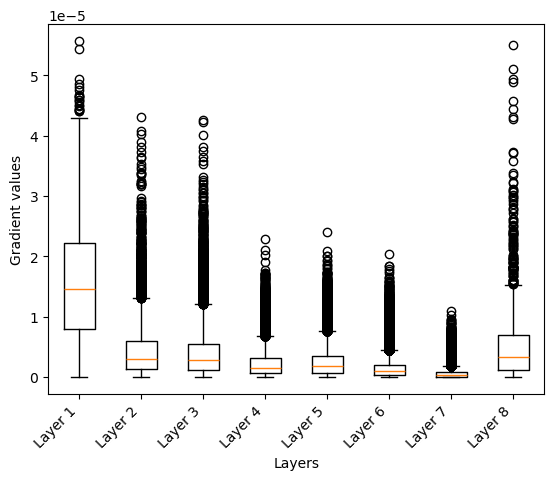 1e−5
5
4
3
2
1
0
Gradient values
Layer 1
Layer 2
Layer 3
Layer 4
Layer 5
Layer 6
Layer 7
Layer 8
Layers